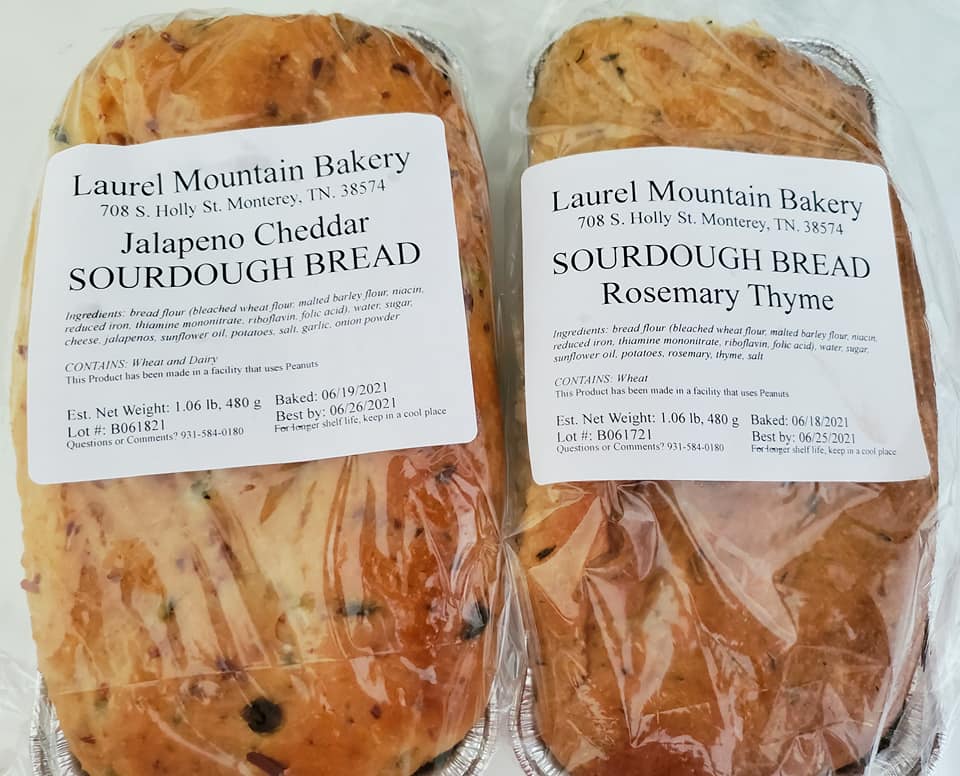 Laurel Mountain Bakery
708 S. Holly St. Monterey, TN. 38574
Jalapeno Cheddar
SOURDOUGH BREAD
Ingredients: bread flour (bleached wheat flour, malted barley flour, niacin,
reduced iron, thiamine mononitrate, riboflavin, folic acid), water, sugar,
cheese, jalapenos, sunflower oil, potatoes, salt, garlic, onion powder
CONTAINS: Wheat and Dairy
This Product has been made in a facility that uses Peanuts
Est. Net Weight: 1.06 lb, 480 g
Lot #: B061821
Questions or Comments? 931-584-0180
Baked: 06/19/2021
Best by: 06/26/2021
For longer shelf life, keep in a cool place
Laurel Mountain Bakery
708 S. Holly St. Monterey, TN. 38574
SOURDOUGH BREAD
Rosemary Thyme
Ingredients: bread flour (bleached wheat flour, malted barley flour, niacin,
reduced iron, thiamine mononitrate, riboflavin, folic acid), water, sugar,
sunflower oil, potatoes, rosemary, thyme, salt
CONTAINS: Wheat
This Product has been made in a facility that uses Peanuts
Est. Net Weight: 1.06 lb, 480 g
Lot #: B061721
Questions or Comments? 931-584-0180
Baked: 06/18/2021
Best by: 06/25/2021
For longer shelf life, keep in a cool place